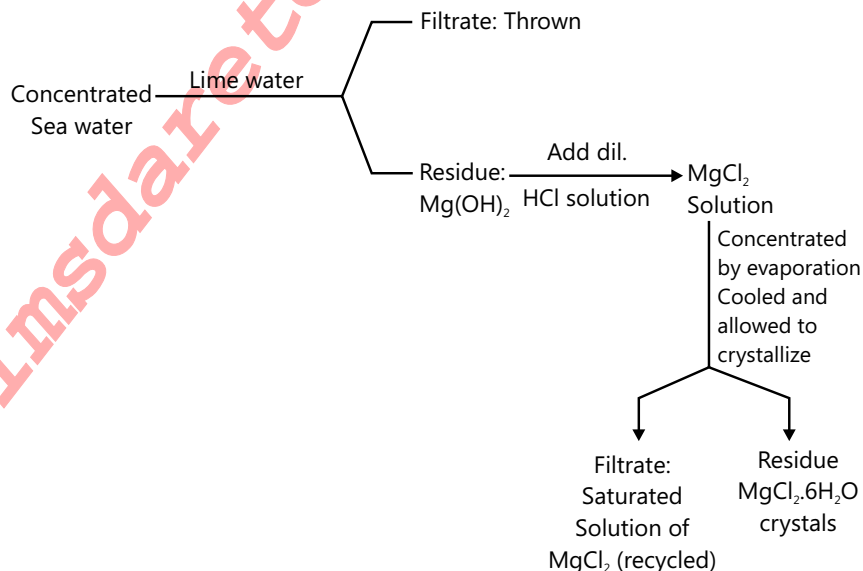 Filtrate: Thrown
Lime water
Concentrated
Sea water
Residue:
Mg(OH)₂
Add dil.
HCl solution
MgCl₂
Solution
Concentrated
by evaporation
Cooled and
allowed to
crystallize
Filtrate:
Saturated
Solution of
MgCl₂ (recycled)
Residue
MgCl₂.6H₂O
crystals
imsdaret